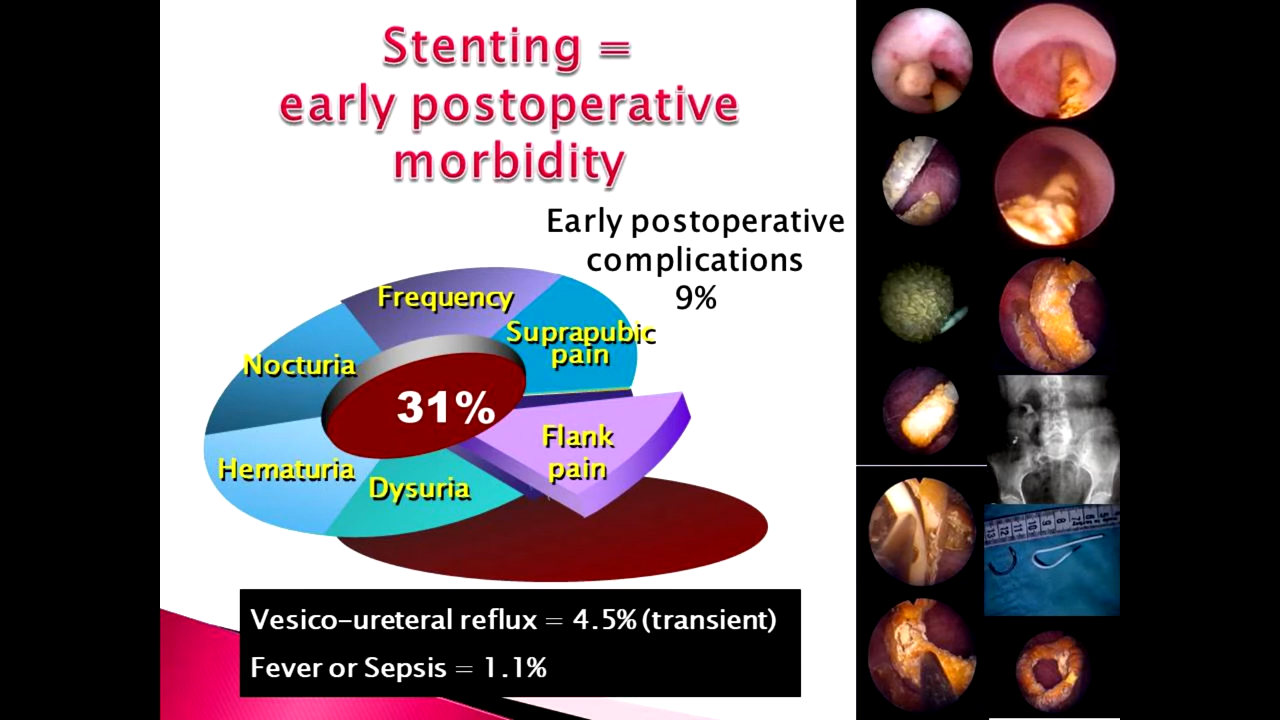 Stenting =
early postoperative
morbidity
Early postoperative
complications
9%
Frequency
Suprapubic
pain
Nocturia
31%
Flank
pain
Hematuria
Dysuria
Vesico-ureteral reflux = 4.5% (transient)
Fever or Sepsis = 1.1%